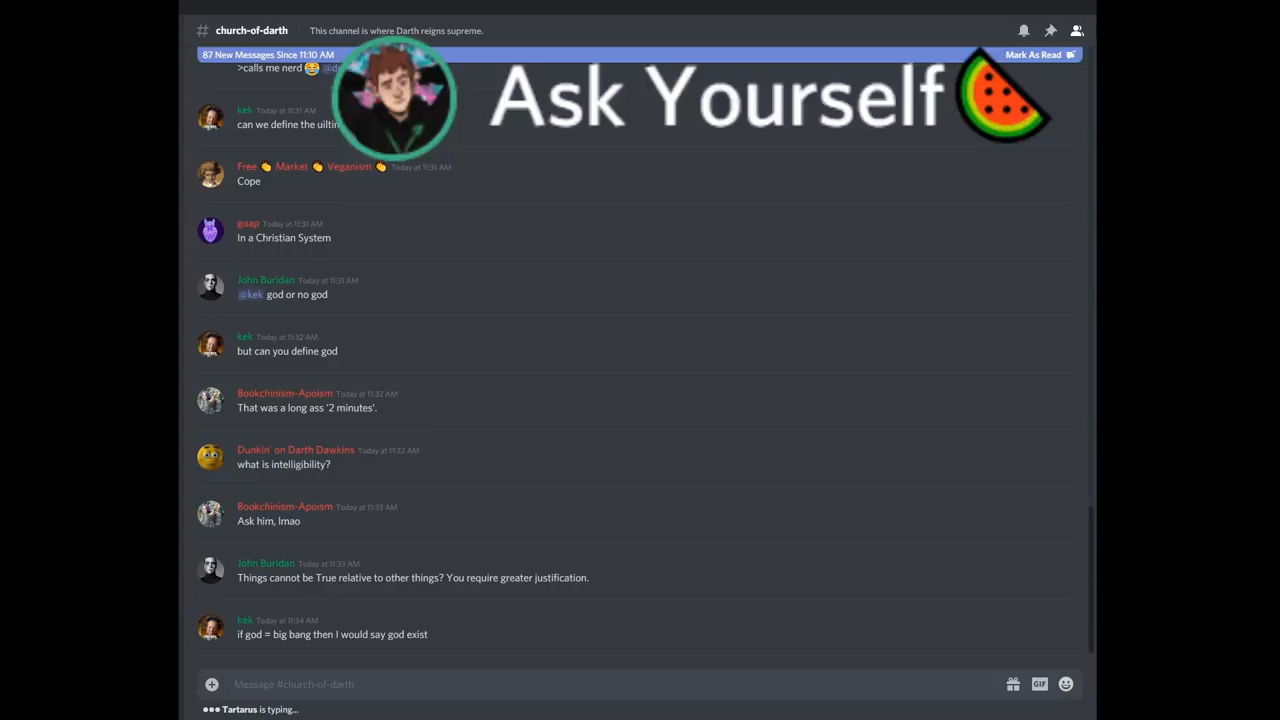 # church-of-darth This channel is where Darth reigns supreme.
87 New Messages Since 11:10 AM Mark As Read
>calls me nerd 😂
Ask Yourself
kek Today at 11:31 AM
can we define the
Free 👏 Market 👏 Veganism 👏 Today at 11:31 AM
Cope
guap Today at 11:31 AM
In a Christian System
John Buridan Today at 11:31 AM
@kek god or no god
kek Today at 11:32 AM
but can you define god
Bookchinism-Apoism Today at 11:32 AM
That was a long ass '2 minutes'.
Dunkin' on Darth Dawkins Today at 11:32 AM
what is intelligibility?
Bookchinism-Apoism Today at 11:33 AM
Ask him, lmao
John Buridan Today at 11:33 AM
Things cannot be True relative to other things? You require greater justification.
kek Today at 11:34 AM
if god = big bang then I would say god exist
Message #church-of-darth GIF
Tartarus is typing...